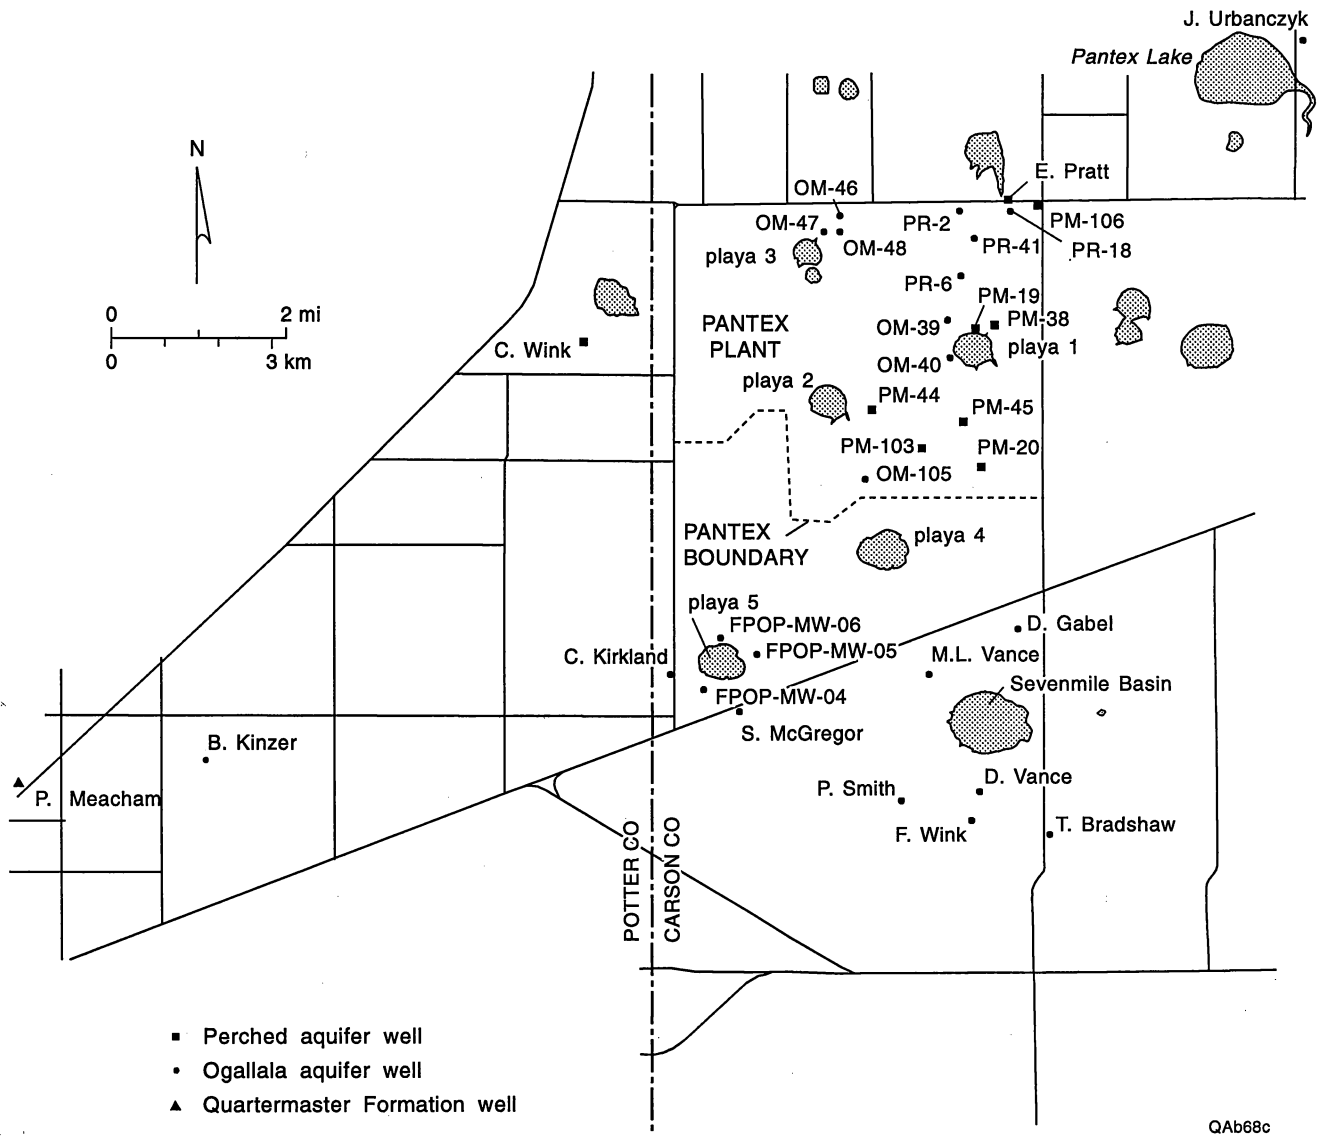 J. Urbanczyk
Pantex Lake
N
E. Pratt
OM-46
OM-47
PR-2
PM-106
OM-48
PR-41
PR-18
playa 3
PR-6
PM-19
0 2 mi
PANTEX
PLANT
OM-39
PM-38
C. Wink
playa 1
0 3 km
OM-40
playa 2
PM-44
PM-45
PM-103
PM-20
OM-105
PANTEX
BOUNDARY
playa 4
playa 5
FPOP-MW-06
D. Gabel
C. Kirkland
FPOP-MW-05
M.L. Vance
Sevenmile Basin
FPOP-MW-04
S. McGregor
B. Kinzer
D. Vance
P. Smith
P. Meacham
F. Wink
T. Bradshaw
POTTER CO
CARSON CO
Perched aquifer well
Ogallala aquifer well
Quartermaster Formation well
QAb68c